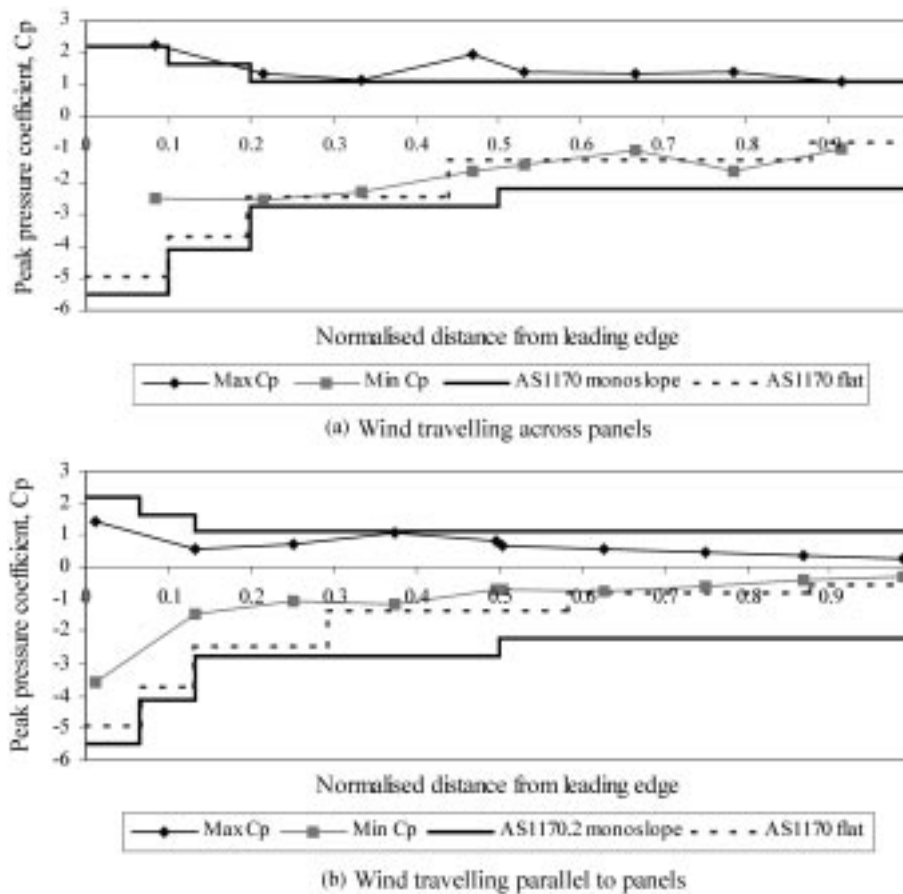 3
2
1
0
-1
-2
-3
-4
-5
-6
Peak pressure coefficient, Cp
0 0.1 0.2 0.3 0.4 0.5 0.6 0.7 0.8 0.9
Normalised distance from leading edge
Max Cp Min Cp AS1170 monoslope AS1170 flat
(a) Wind travelling across panels
3
2
1
0
-1
-2
-3
-4
-5
-6
Peak pressure coefficient, Cp
0 0.1 0.2 0.3 0.4 0.5 0.6 0.7 0.8 0.9
Normalised distance from leading edge
Max Cp Min Cp AS1170.2 monoslope AS1170 flat
(b) Wind travelling parallel to panels